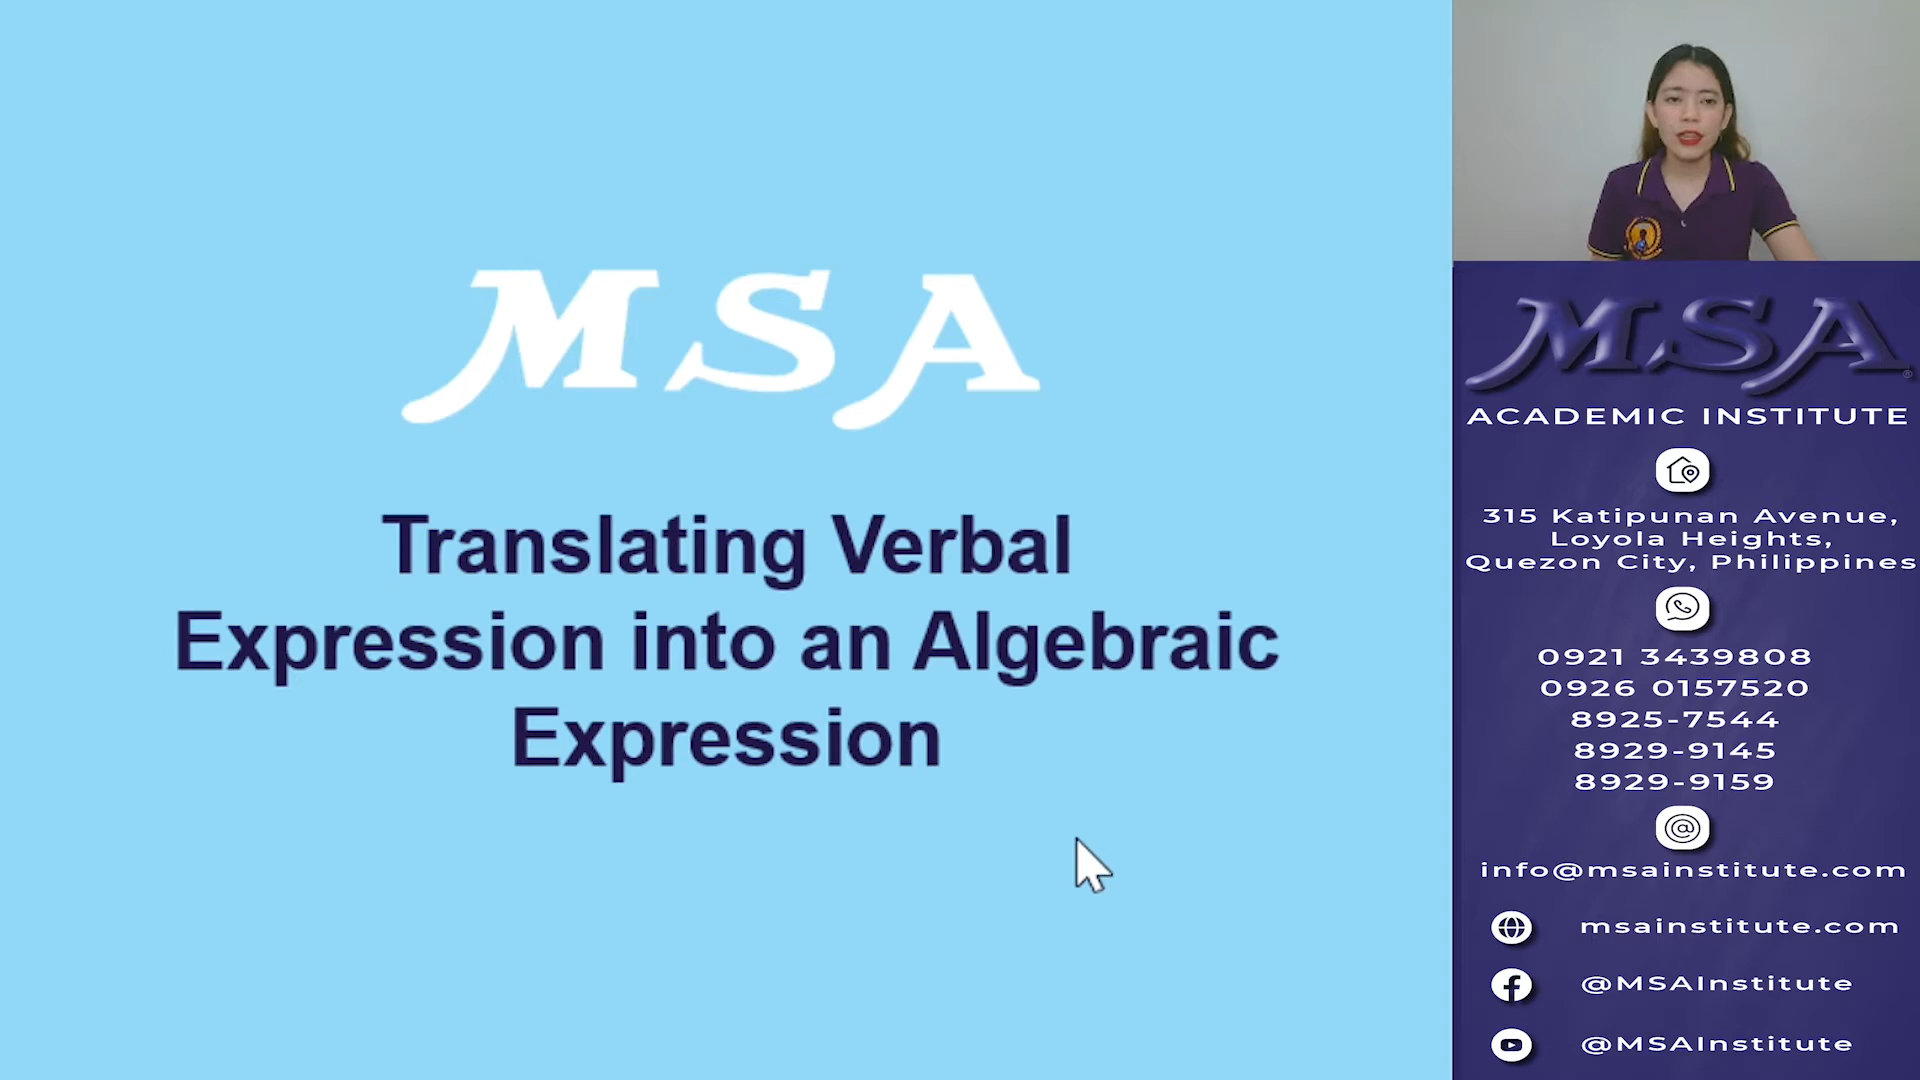 MSA
Translating Verbal
Expression into an Algebraic
Expression
MSA
®
ACADEMIC INSTITUTE
315 Katipunan Avenue,
Loyola Heights,
Quezon City, Philippines
0921 3439808
0926 0157520
8925-7544
8929-9145
8929-9159
info@msainstitute.com
msainstitute.com
@MSAInstitute
@MSAInstitute